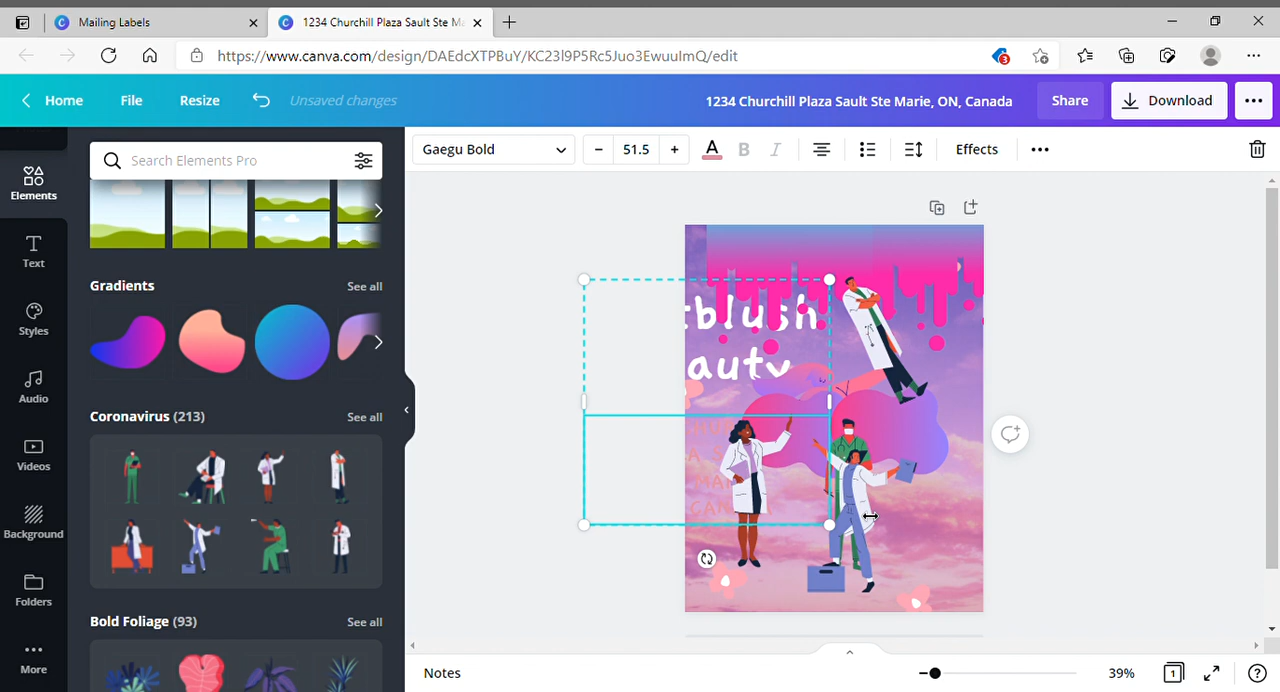 Mailing Labels
1234 Churchill Plaza Sault Ste Ma
https://www.canva.com/design/DAEdcXTPBuY/KC23l9P5Rc5Juo3EwuuImQ/edit
3
Home File Resize Unsaved changes 1234 Churchill Plaza Sault Ste Marie, ON, Canada Share Download
Gaegu Bold 51.5 A B I Effects
Search Elements Pro
Elements
Text
Styles
Audio
Videos
Background
Folders
More
Gradients See all
Coronavirus (213) See all
Bold Foliage (93) See all
tblush
auty
Notes 39% 1